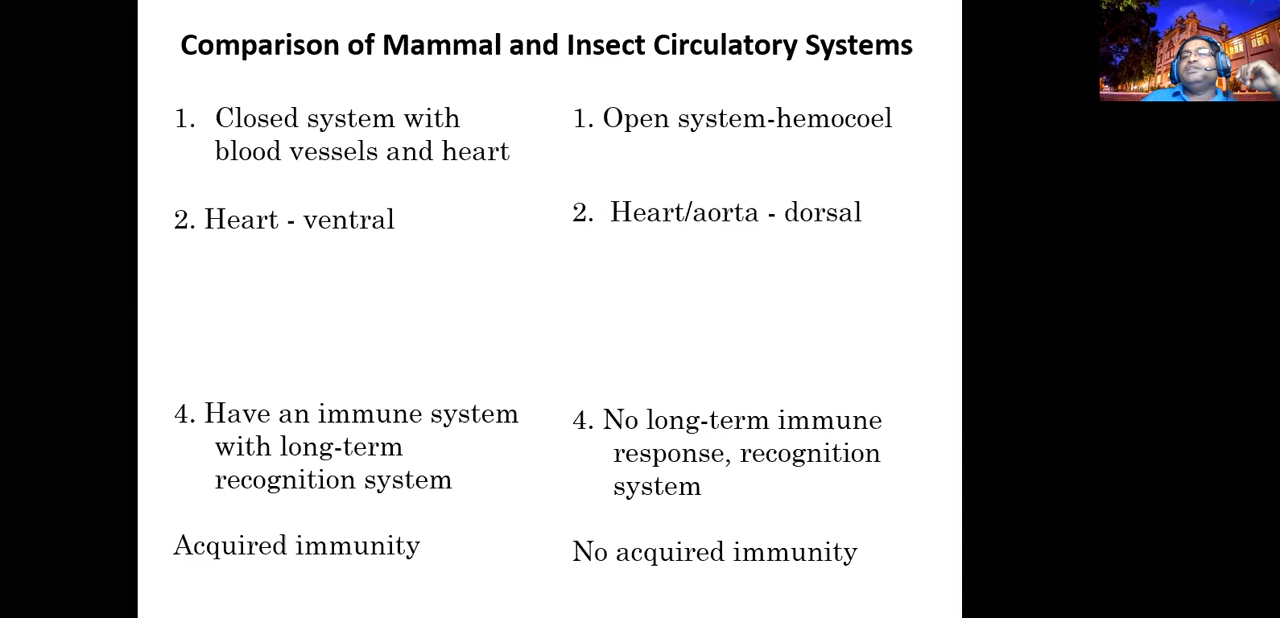 Comparison of Mammal and Insect Circulatory Systems
1. Closed system with
blood vessels and heart
2. Heart - ventral
4. Have an immune system
with long-term
recognition system
Acquired immunity
1. Open system-hemocoel
2. Heart/aorta - dorsal
4. No long-term immune
response, recognition
system
No acquired immunity